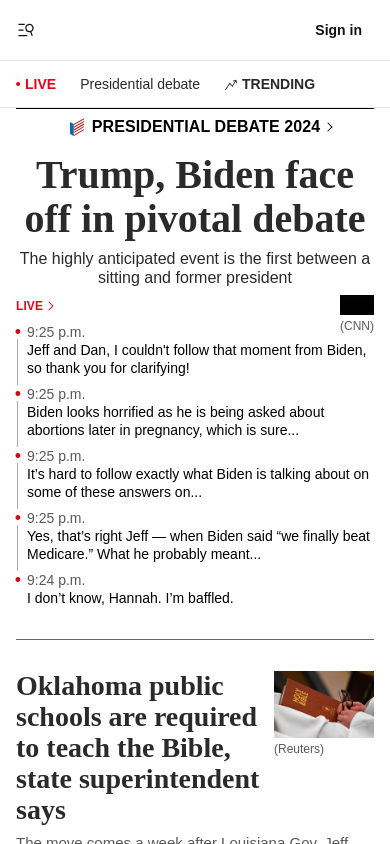 Sign in
LIVE
Presidential debate
TRENDING
PRESIDENTIAL DEBATE 2024
Trump, Biden face
off in pivotal debate
The highly anticipated event is the first between a
sitting and former president
LIVE
(CNN)
9:25 p.m.
Jeff and Dan, I couldn't follow that moment from Biden,
so thank you for clarifying!
9:25 p.m.
Biden looks horrified as he is being asked about
abortions later in pregnancy, which is sure...
9:25 p.m.
It’s hard to follow exactly what Biden is talking about on
some of these answers on...
9:25 p.m.
Yes, that’s right Jeff — when Biden said “we finally beat
Medicare.” What he probably meant...
9:24 p.m.
I don’t know, Hannah. I’m baffled.
Oklahoma public
schools are required
to teach the Bible,
state superintendent
says
HOLY
BIBLE
(Reuters)
The move comes a week after Louisiana Gov. Jeff